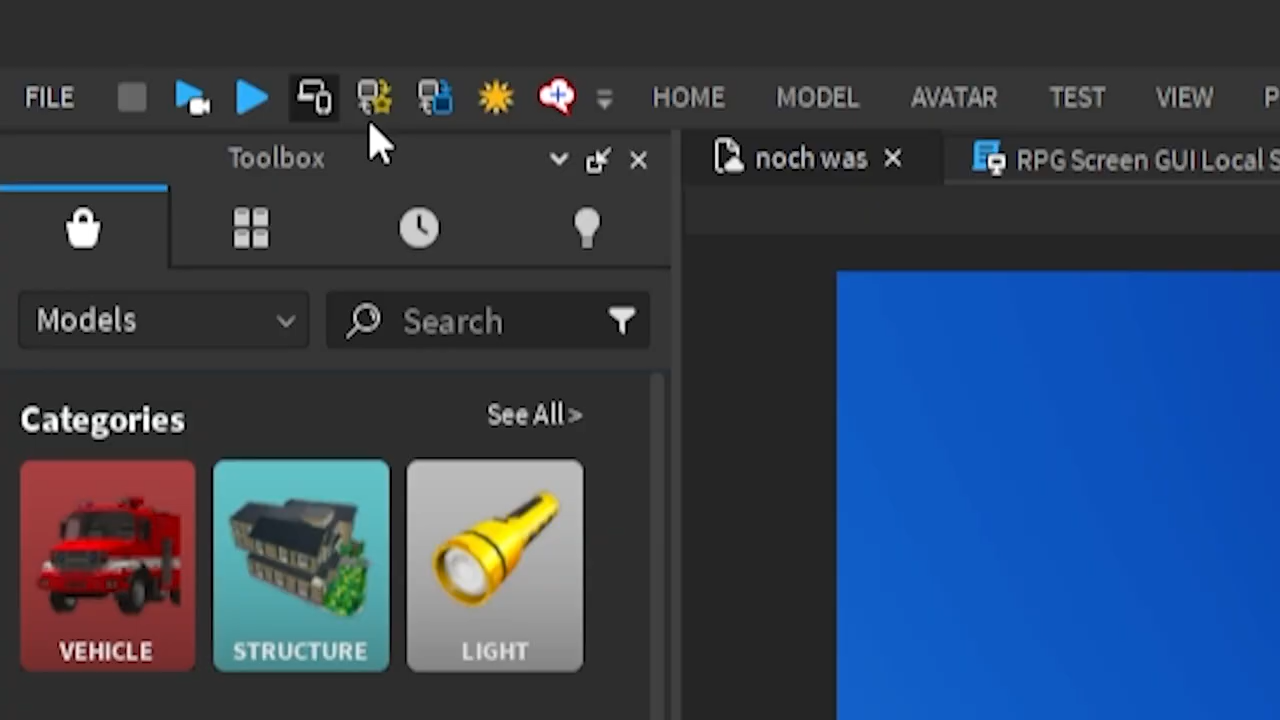 FILE HOME MODEL AVATAR TEST VIEW P
Toolbox
noch was
RPG Screen GUI Local S
Models
Search
Categories
See All >
VEHICLE
STRUCTURE
LIGHT